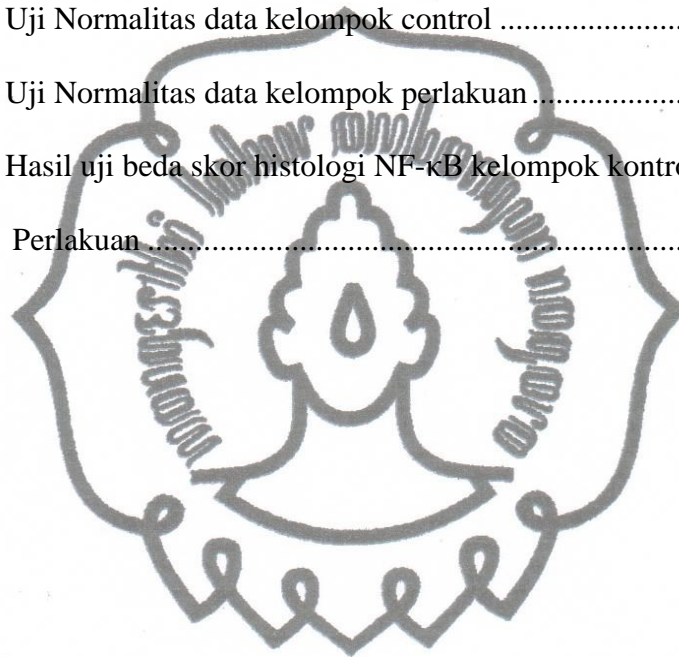 Uji Normalitas data kelompok control .......................
Uji Normalitas data kelompok perlakuan ..................
Hasil uji beda skor histologi NF-κB kelompok kontro
Perlakuan ................................................................